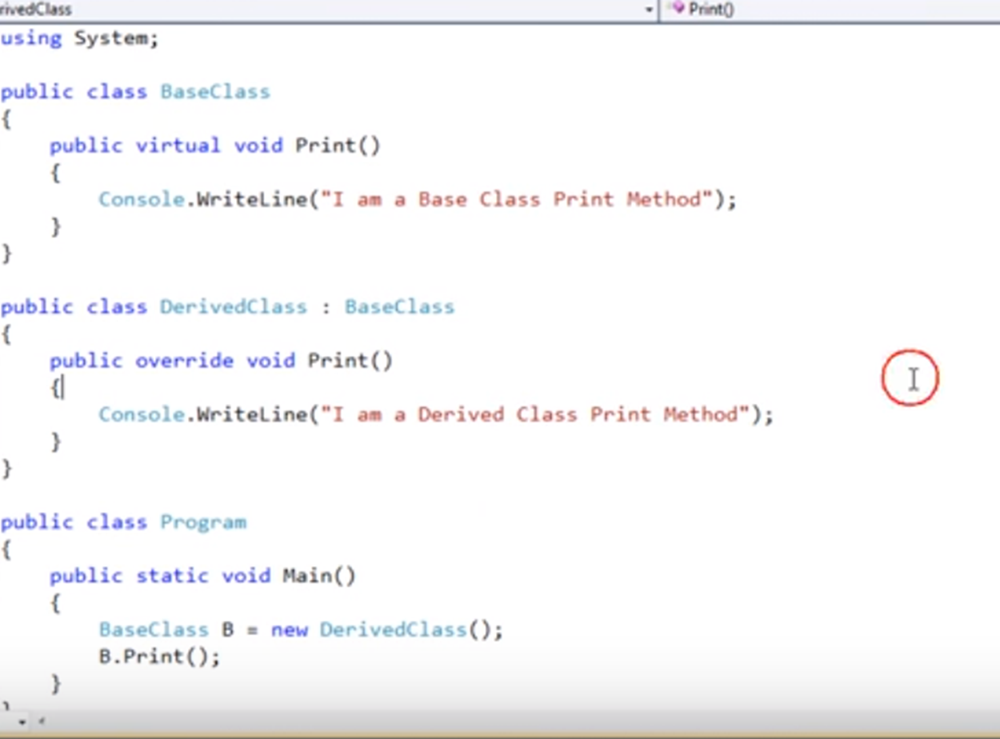 rivedClass
Print()
using System;
public class BaseClass
{
public virtual void Print()
{
Console.WriteLine("I am a Base Class Print Method");
}
}
public class DerivedClass : BaseClass
{
public override void Print()
{
Console.WriteLine("I am a Derived Class Print Method");
}
}
public class Program
{
public static void Main()
{
BaseClass B = new DerivedClass();
B.Print();
}
}